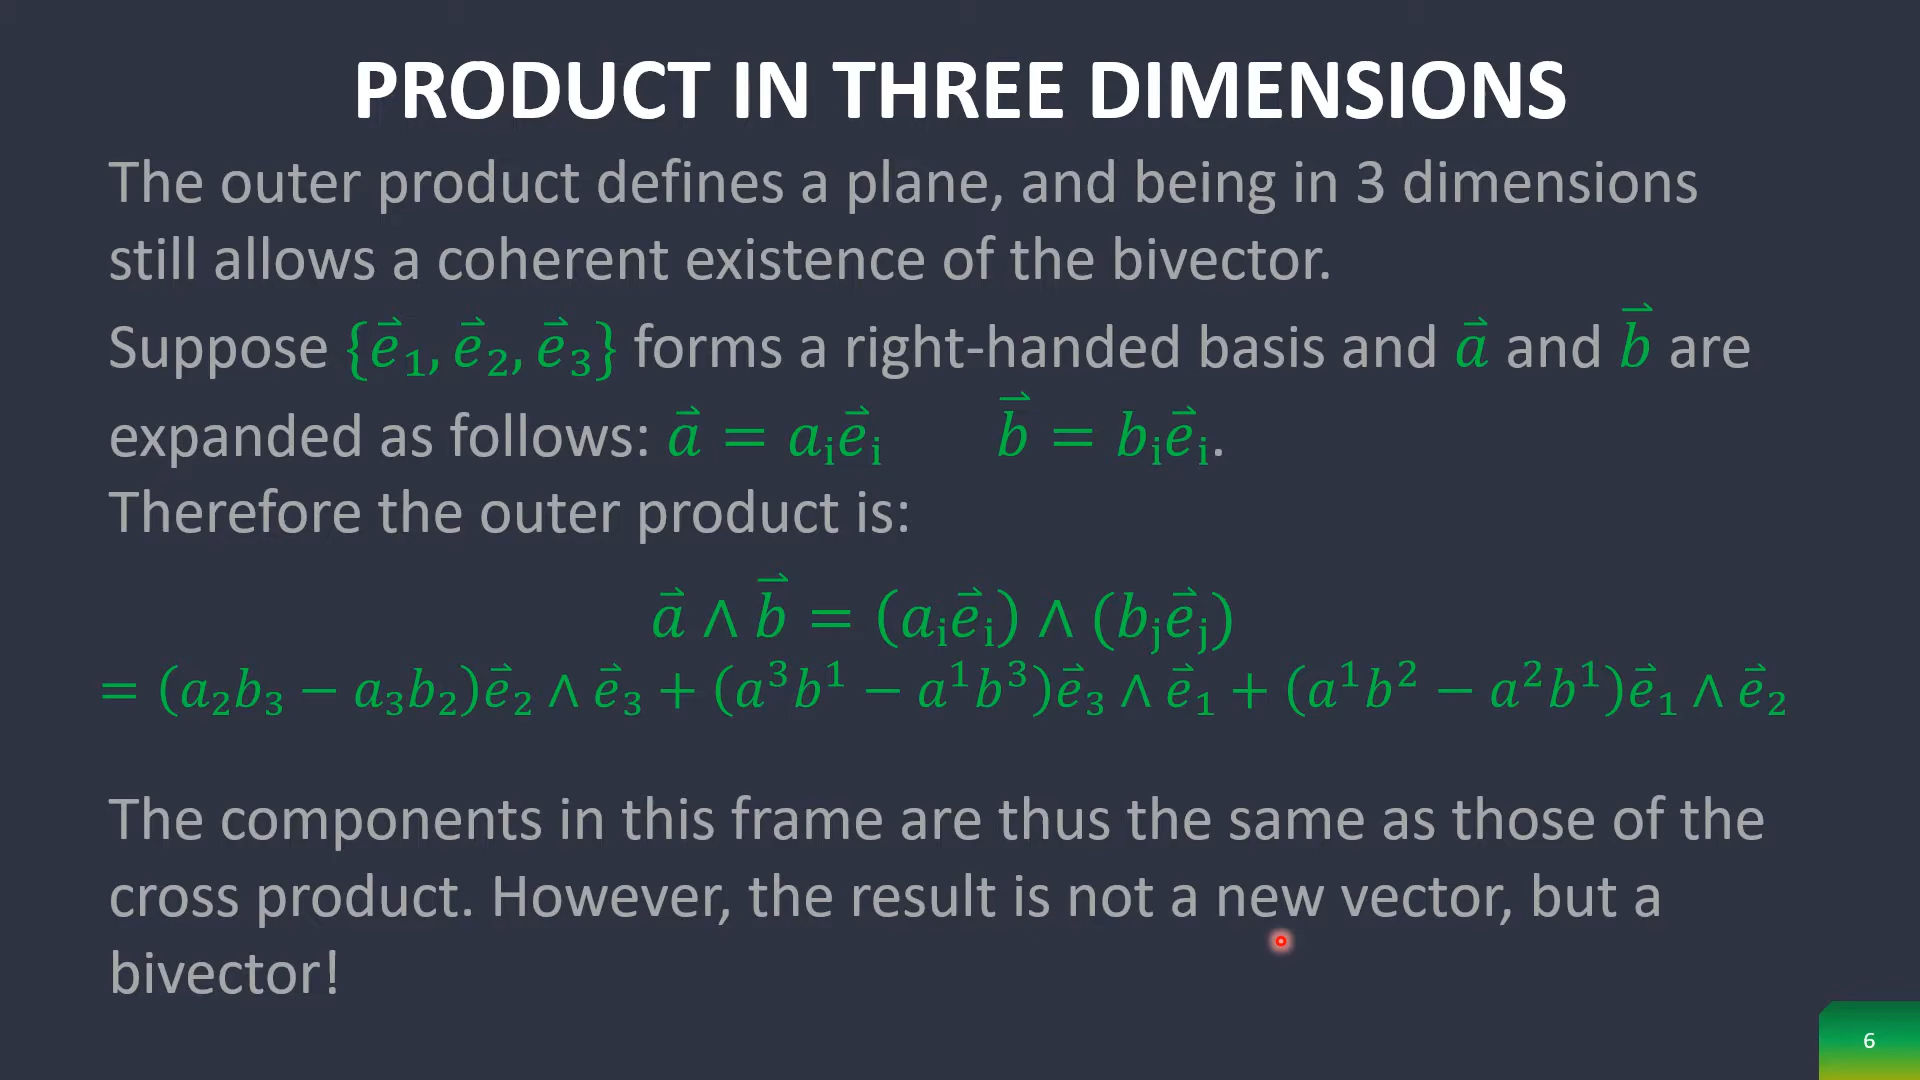 PRODUCT IN THREE DIMENSIONS
The outer product defines a plane, and being in 3 dimensions
still allows a coherent existence of the bivector.
Suppose {e⃗₁, e⃗₂, e⃗₃} forms a right-handed basis and a⃗ and b⃗ are
expanded as follows: a⃗ = aᵢe⃗ᵢ b⃗ = bᵢe⃗ᵢ.
Therefore the outer product is:
a⃗ ∧ b⃗ = (aᵢe⃗ᵢ) ∧ (bⱼe⃗ⱼ)
= (a₂b₃ − a₃b₂)e⃗₂ ∧ e⃗₃ + (a³b¹ − a¹b³)e⃗₃ ∧ e⃗₁ + (a¹b² − a²b¹)e⃗₁ ∧ e⃗₂
The components in this frame are thus the same as those of the
cross product. However, the result is not a new vector, but a
bivector!
6